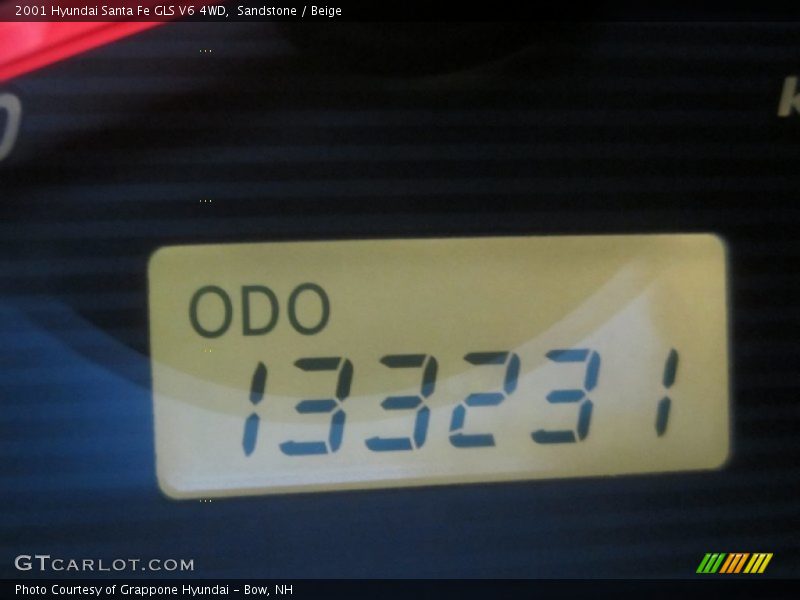 2001 Hyundai Santa Fe GLS V6 4WD, Sandstone / Beige
ODO
133231
GTCARLOT.COM
Photo Courtesy of Grappone Hyundai - Bow, NH